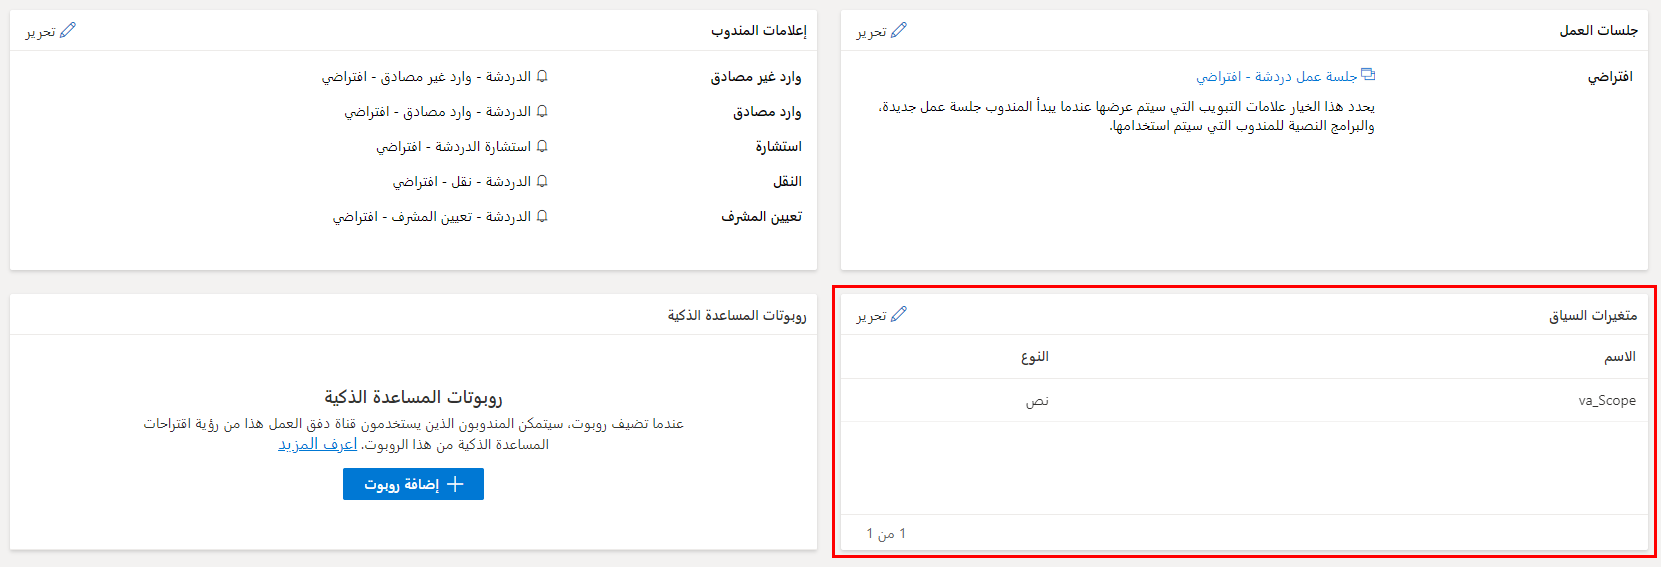 جلسات العمل
تحرير
افتراضي
جلسة عمل دردشة - افتراضي
يحدد هذا الخيار علامات التبويب التي سيتم عرضها عندما يبدأ المندوب جلسة عمل جديدة،
والبرامج النصية للمندوب التي سيتم استخدامها.
إعلامات المندوب
تحرير
وارد غير مصادق
الدردشة - وارد غير مصادق - افتراضي
وارد مصادق
الدردشة - وارد مصادق - افتراضي
استشارة
استشارة الدردشة - افتراضي
النقل
الدردشة - نقل - افتراضي
تعيين المشرف
الدردشة - تعيين المشرف - افتراضي
متغيرات السياق
تحرير
الاسم
النوع
va_Scope
نص
1 من 1
روبوتات المساعدة الذكية
روبوتات المساعدة الذكية
عندما تضيف روبوت، سيتمكن المندوبون الذين يستخدمون قناة دفق العمل هذا من رؤية اقتراحات
المساعدة الذكية من هذا الروبوت. اعرف المزيد
إضافة روبوت